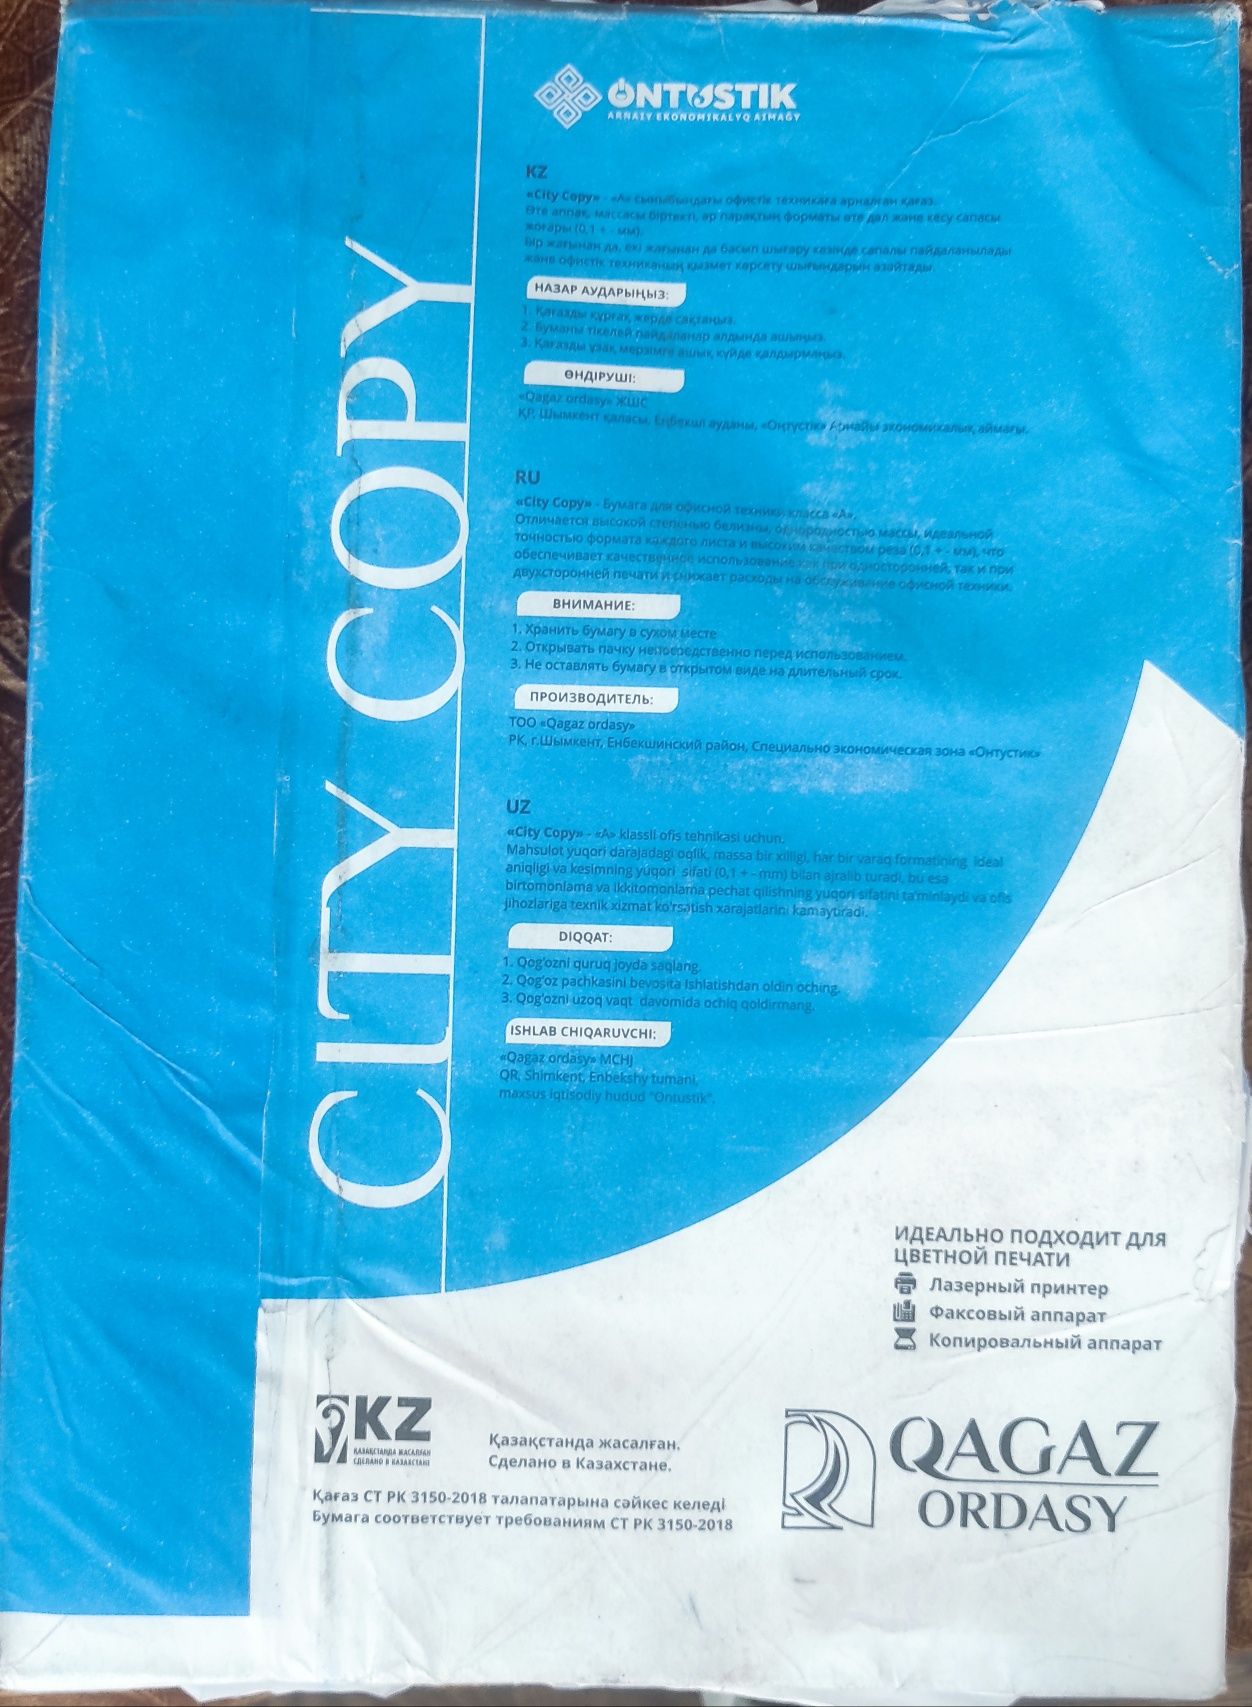 ONTUSTIK
ARNAIY EKONOMIKALYQ AIMAǴY
KZ
«City Copy» - «А» сыныбындағы офистік техникаға арналған қағаз.
Өте аппақ, массасы біртекті, әр парақтың форматы өте дәл және кесу сапасы
жоғары (0,1 + - мм).
Бір жағынан да, екі жағынан да басып шығару кезінде сапалы пайдаланылады
және офистік техниканың қызмет көрсету шығындарын азайтады.
НАЗАР АУДАРЫҢЫЗ:
1. Қағазды құрғақ жерде сақтаңыз.
2. Буманы тікелей пайдаланар алдында ашыңыз.
3. Қағазды ұзақ мерзімге ашық күйде қалдырмаңыз.
ӨНДІРУШІ:
«Qagaz ordasy» ЖШС
ҚР, Шымкент қаласы, Еңбекші ауданы, «Оңтүстік» Арнайы экономикалық аймағы.
RU
«City Copy» - Бумага для офисной техники класса «А».
Отличается высокой степенью белизны, однородностью массы, идеальной
точностью формата каждого листа и высоким качеством реза (0,1 + - мм), что
обеспечивает качественное использование как при односторонней, так и при
двухсторонней печати и снижает расходы на обслуживание офисной техники.
ВНИМАНИЕ:
1. Хранить бумагу в сухом месте
2. Открывать пачку непосредственно перед использованием.
3. Не оставлять бумагу в открытом виде на длительный срок.
ПРОИЗВОДИТЕЛЬ:
ТОО «Qagaz ordasy»
РК, г.Шымкент, Енбекшинский район, Специально экономическая зона «Онтустик»
UZ
«City Copy» - «A» klassli ofis tehnikasi uchun.
Mahsulot yuqori darajadagi oqlik, massa bir xilligi, har bir varaq formatining ideal
aniqligi va kesimning yuqori sifati (0,1 + - mm) bilan ajralib turadi, bu esa
birtomonlama va ikkitomonlama pechat qilishning yuqori sifatini ta'minlaydi va ofis
jihozlariga texnik xizmat ko'rsatish xarajatlarini kamaytiradi.
DIQQAT:
1. Qog'ozni quruq joyda saqlang.
2. Qog'oz pachkasini bevosita ishlatishdan oldin oching.
3. Qog'ozni uzoq vaqt davomida ochiq qoldirmang.
ISHLAB CHIQARUVCHI:
«Qagaz ordasy» MCHJ
QR, Shimkent, Enbekshy tumani,
maxsus iqtisodiy hudud "Ontustik".
CITY COPY
ИДЕАЛЬНО ПОДХОДИТ ДЛЯ
ЦВЕТНОЙ ПЕЧАТИ
Лазерный принтер
Факсовый аппарат
Копировальный аппарат
KZ
ҚАЗАҚСТАНДА ЖАСАЛҒАН
СДЕЛАНО В КАЗАХСТАНЕ
Қазақстанда жасалған.
Сделано в Казахстане.
Қағаз СТ РК 3150-2018 талапатарына сәйкес келеді
Бумага соответствует требованиям СТ РК 3150-2018
QAGAZ
ORDASY